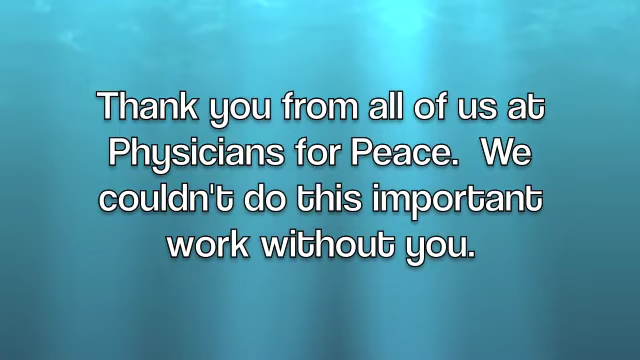 Thank you from all of us at
Physicians for Peace.  We
couldn't do this important
work without you.